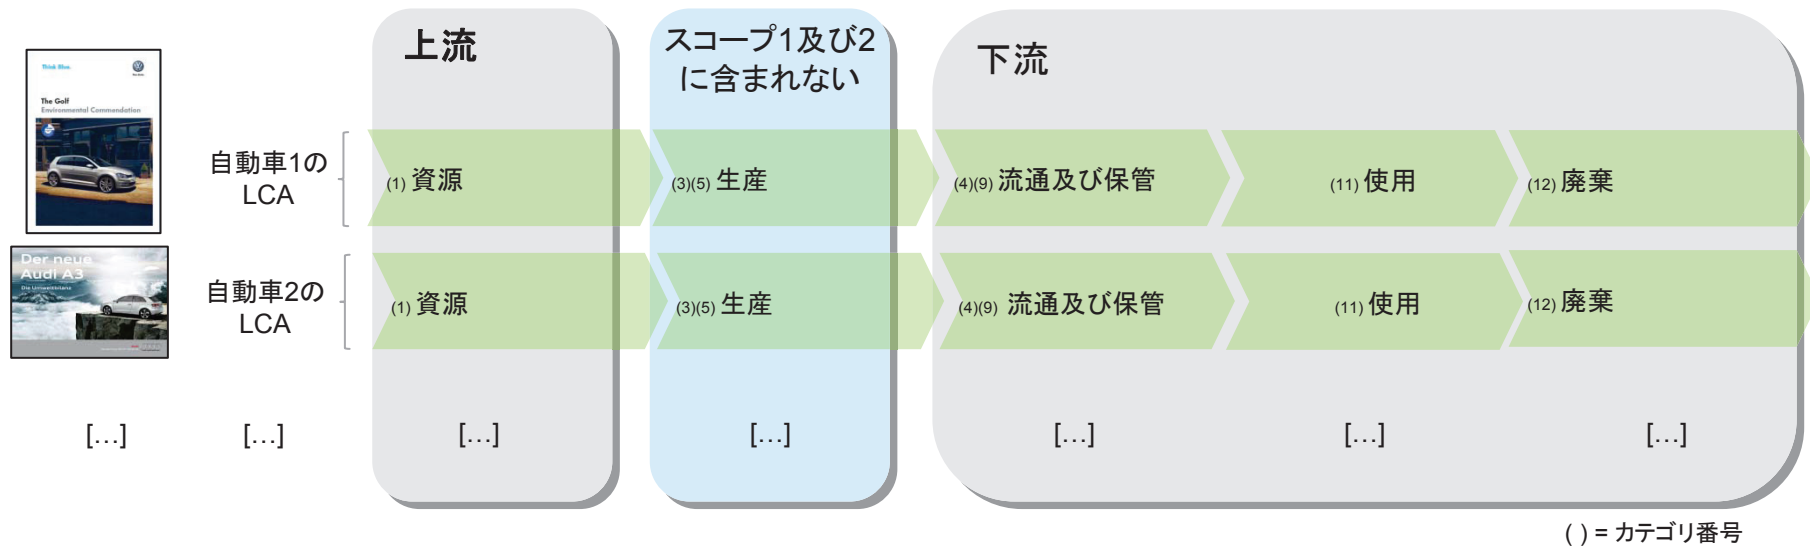 上流
スコープ1及び2
に含まれない
下流
Think Blue.
The Golf
Environmental Commendation
自動車1の
LCA
(1) 資源
(3)(5) 生産
(4)(9) 流通及び保管
(11) 使用
(12) 廃棄
Der neue
Audi A3
Die Umweltbilanz
自動車2の
LCA
(1) 資源
(3)(5) 生産
(4)(9) 流通及び保管
(11) 使用
(12) 廃棄
[…]
[…]
[…]
[…]
[…]
[…]
[…]
( ) = カテゴリ番号